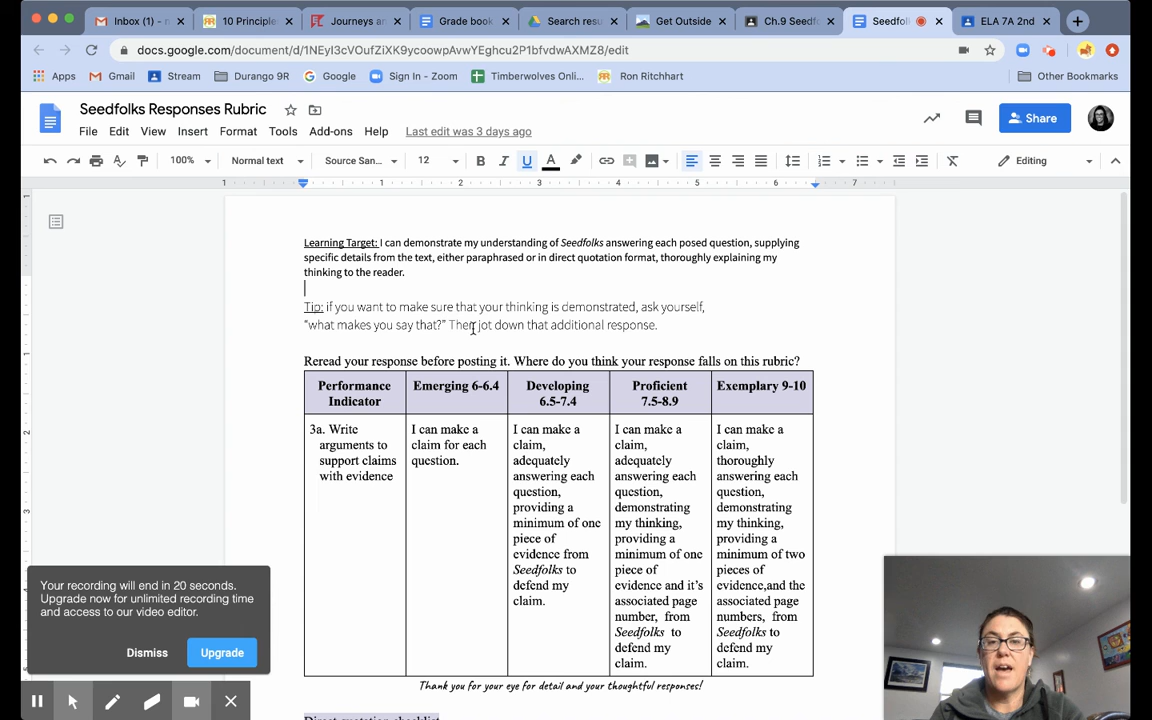 Inbox (1) - n
10 Principle
Journeys a
Grade book
Search resu
Get Outside
Ch.9 Seedf
Seedfol
ELA 7A 2nd
docs.google.com/document/d/1NEyI3cVOufZiXK9ycoowpAvwYEghcu2P1bfvdwAXMZ8/edit
Apps
Gmail
Stream
Durango 9R
Google
Sign In - Zoom
Timberwolves Onli...
Ron Ritchhart
Other Bookmarks
Seedfolks Responses Rubric
File Edit View Insert Format Tools Add-ons Help Last edit was 3 days ago
Share
100% Normal text Source San... 12 B I U A Editing
1 1 2 3 4 5 6 7
Learning Target: I can demonstrate my understanding of Seedfolks answering each posed question, supplying
specific details from the text, either paraphrased or in direct quotation format, thoroughly explaining my
thinking to the reader.
Tip: if you want to make sure that your thinking is demonstrated, ask yourself,
“what makes you say that?” Then jot down that additional response.
Reread your response before posting it. Where do you think your response falls on this rubric?
Performance
Indicator
Emerging 6-6.4
Developing
6.5-7.4
Proficient
7.5-8.9
Exemplary 9-10
3a. Write
arguments to
support claims
with evidence
I can make a
claim for each
question.
I can make a
claim,
adequately
answering each
question,
providing a
minimum of one
piece of
evidence from
Seedfolks to
defend my
claim.
I can make a
claim,
adequately
answering each
question,
demonstrating
my thinking,
providing a
minimum of one
piece of
evidence and it’s
associated page
number, from
Seedfolks to
defend my
claim.
I can make a
claim,
thoroughly
answering each
question,
demonstrating
my thinking,
providing a
minimum of two
pieces of
evidence,and the
associated page
numbers, from
Seedfolks to
defend my
claim.
Thank you for your eye for detail and your thoughtful responses!
Direct quotation checklist
Your recording will end in 20 seconds.
Upgrade now for unlimited recording time
and access to our video editor.
Dismiss
Upgrade